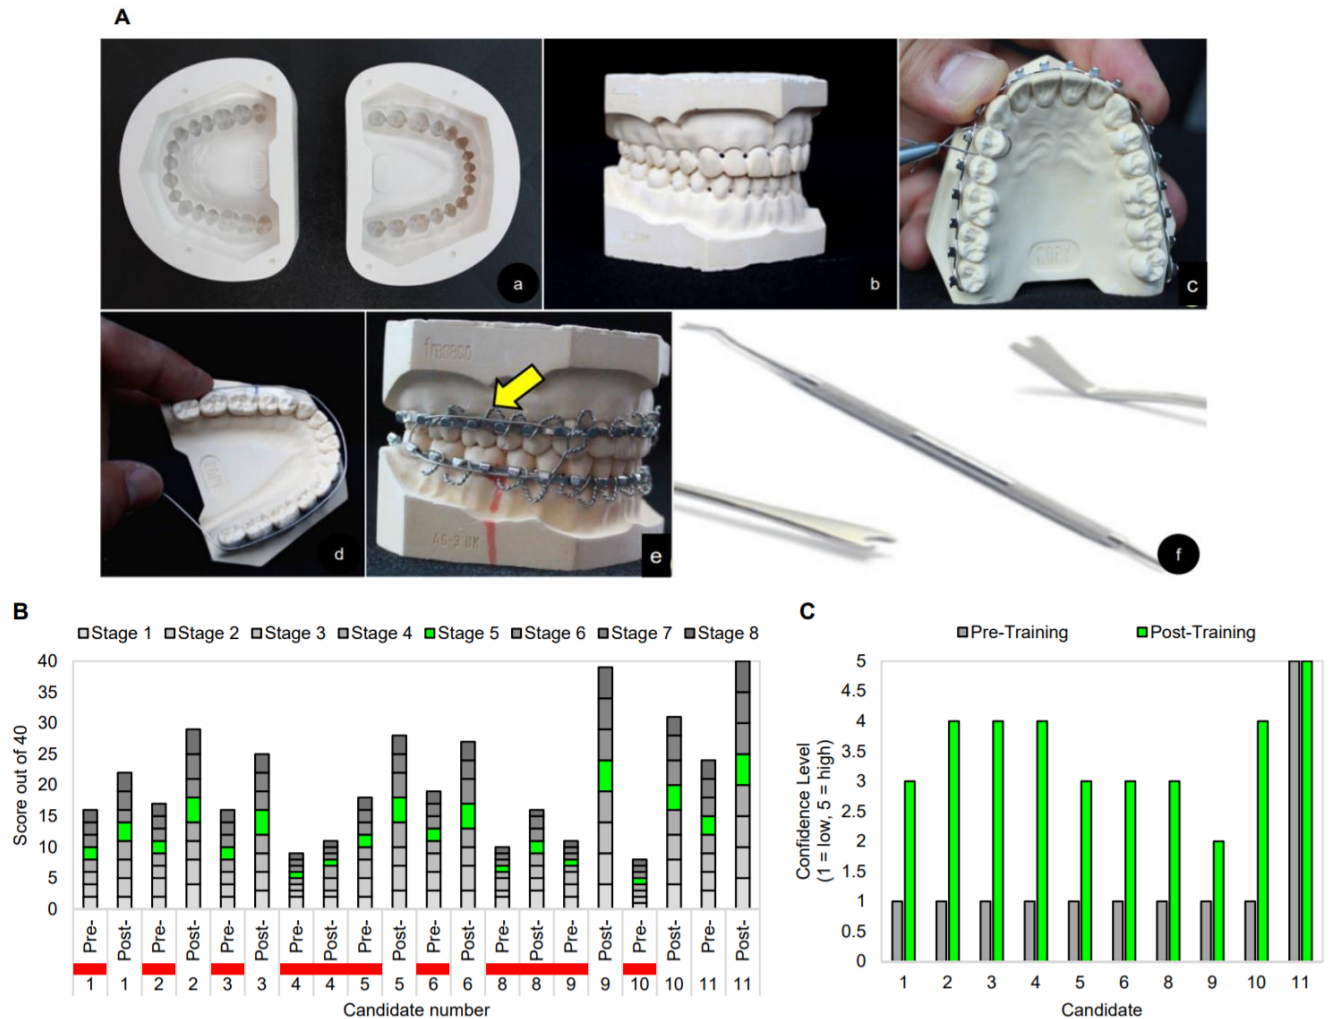 A
a
b
c
d
frasaco
AG-3 UK
e
f
B
Stage 1 Stage 2 Stage 3 Stage 4 Stage 5 Stage 6 Stage 7 Stage 8
Score out of 40
40
35
30
25
20
15
10
5
0
Pre- Post- Pre- Post- Pre- Post- Pre- Post- Pre- Post- Pre- Post- Pre- Post- Pre- Post- Pre- Post- Pre- Post-
1 1 2 2 3 3 4 4 5 5 6 6 8 8 9 9 10 10 11 11
Candidate number
C
Pre-Training Post-Training
Confidence Level
(1 = low, 5 = high)
5
4.5
4
3.5
3
2.5
2
1.5
1
0.5
0
1 2 3 4 5 6 8 9 10 11
Candidate